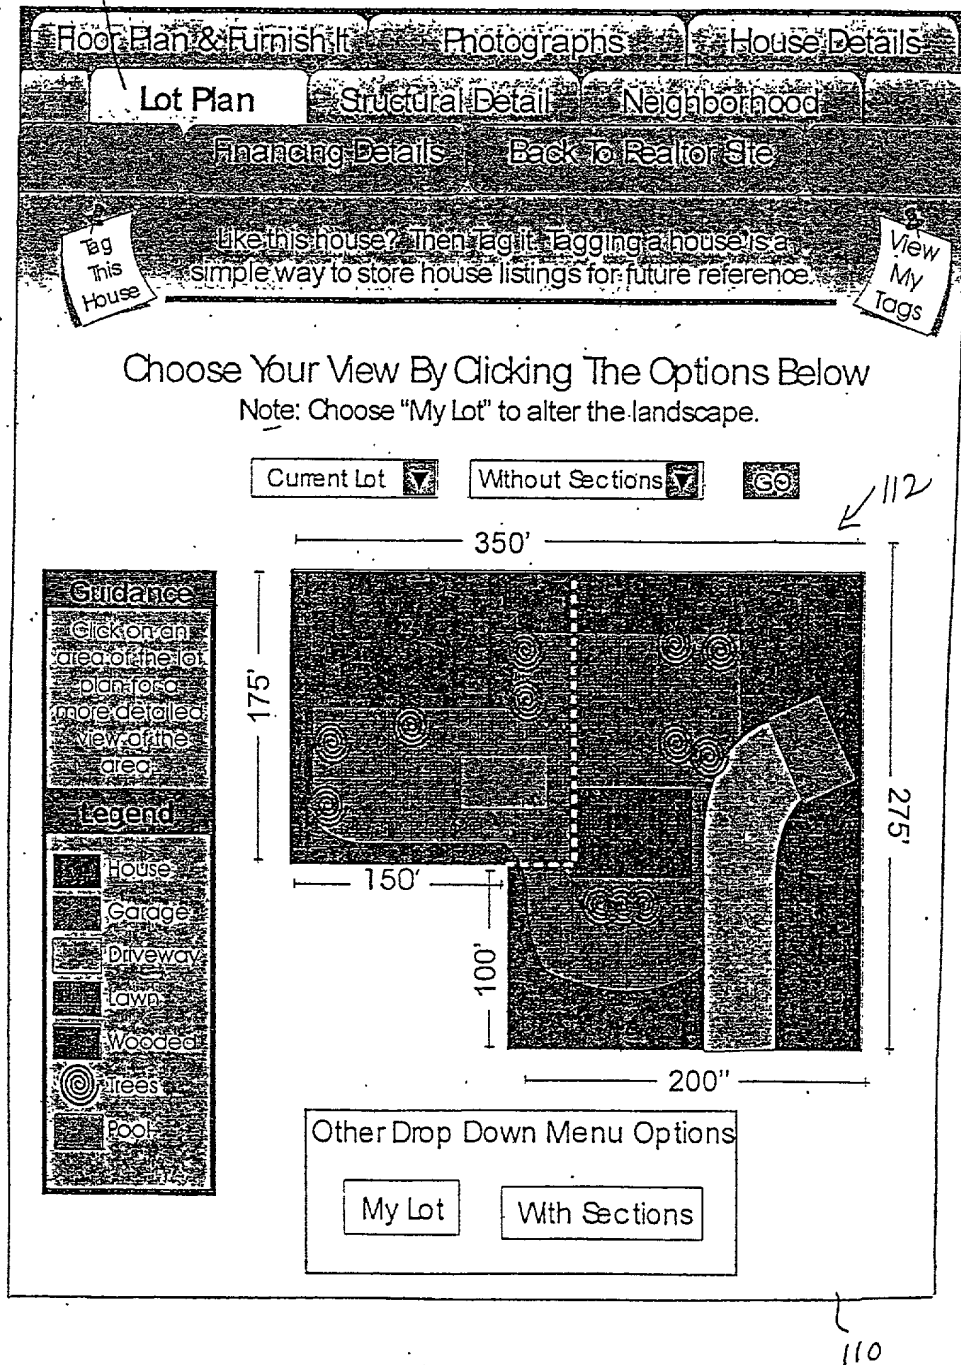 Floor Plan & Furnish It Photographs House Details
Lot Plan Structural Detail Neighborhood
Financing Details Back To Realtor Site
Tag
This
House
Like this house? Then Tag it. Tagging a house is a
simple way to store house listings for future reference.
View
My
Tags
Choose Your View By Clicking The Options Below
Note: Choose "My Lot" to alter the landscape.
Current Lot Without Sections GO
112
350'
175'
275'
150'
100'
200"
Guidance
Click on an
area of the lot
plan for a
more detailed
view of the
area.
Legend
House
Garage
Driveway
Lawn
Wooded
Trees
Pool
Other Drop Down Menu Options
My Lot With Sections
110